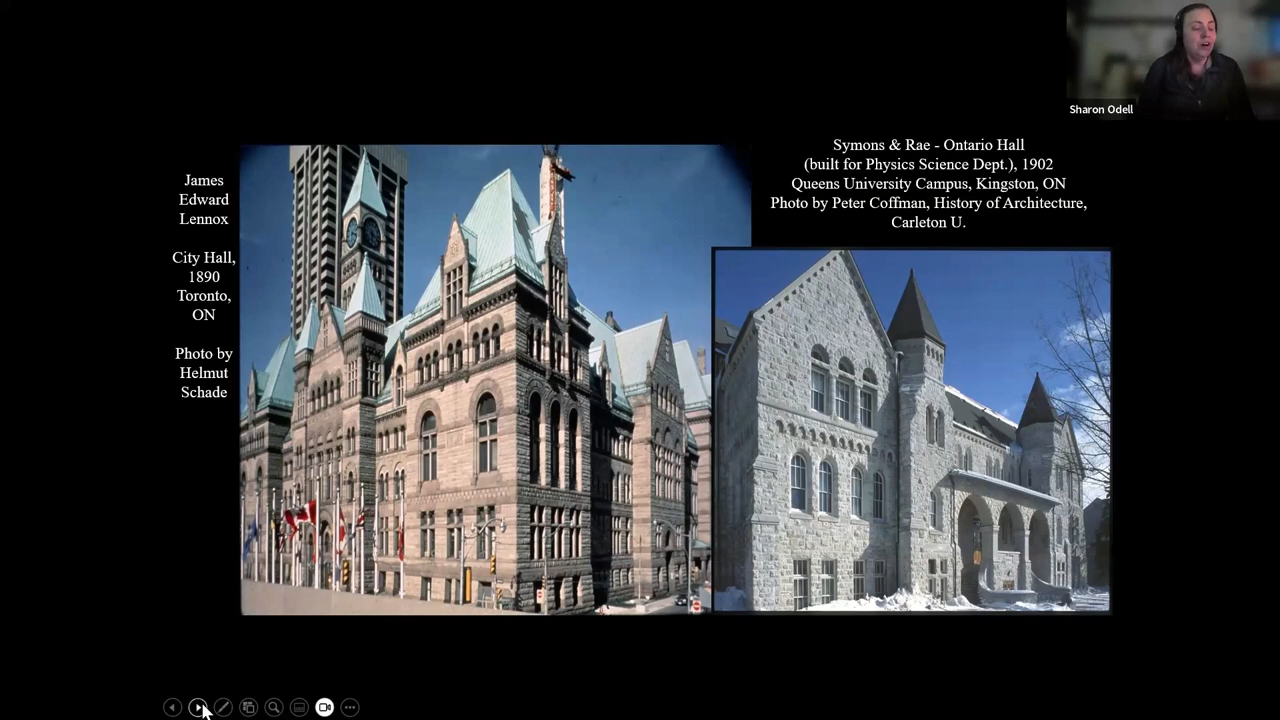 Sharon Odell
James
Edward
Lennox
City Hall,
1890
Toronto,
ON
Photo by
Helmut
Schade
Symons & Rae - Ontario Hall
(built for Physics Science Dept.), 1902
Queens University Campus, Kingston, ON
Photo by Peter Coffman, History of Architecture,
Carleton U.